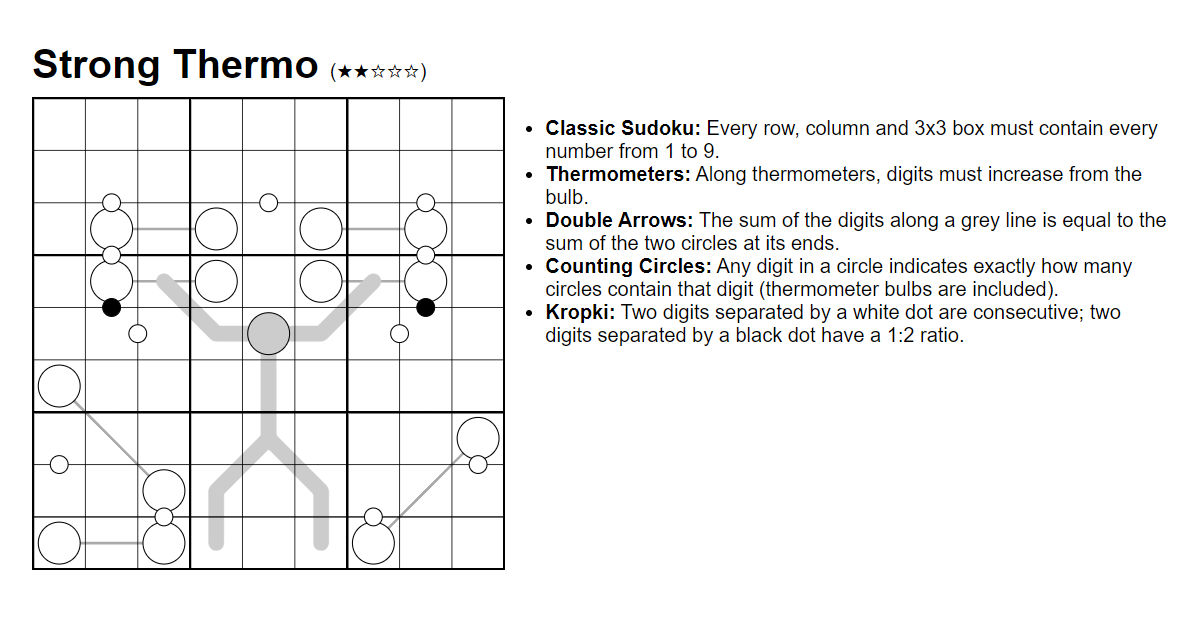 Strong Thermo (★★☆☆☆)
• Classic Sudoku: Every row, column and 3x3 box must contain every
number from 1 to 9.
• Thermometers: Along thermometers, digits must increase from the
bulb.
• Double Arrows: The sum of the digits along a grey line is equal to the
sum of the two circles at its ends.
• Counting Circles: Any digit in a circle indicates exactly how many
circles contain that digit (thermometer bulbs are included).
• Kropki: Two digits separated by a white dot are consecutive; two
digits separated by a black dot have a 1:2 ratio.